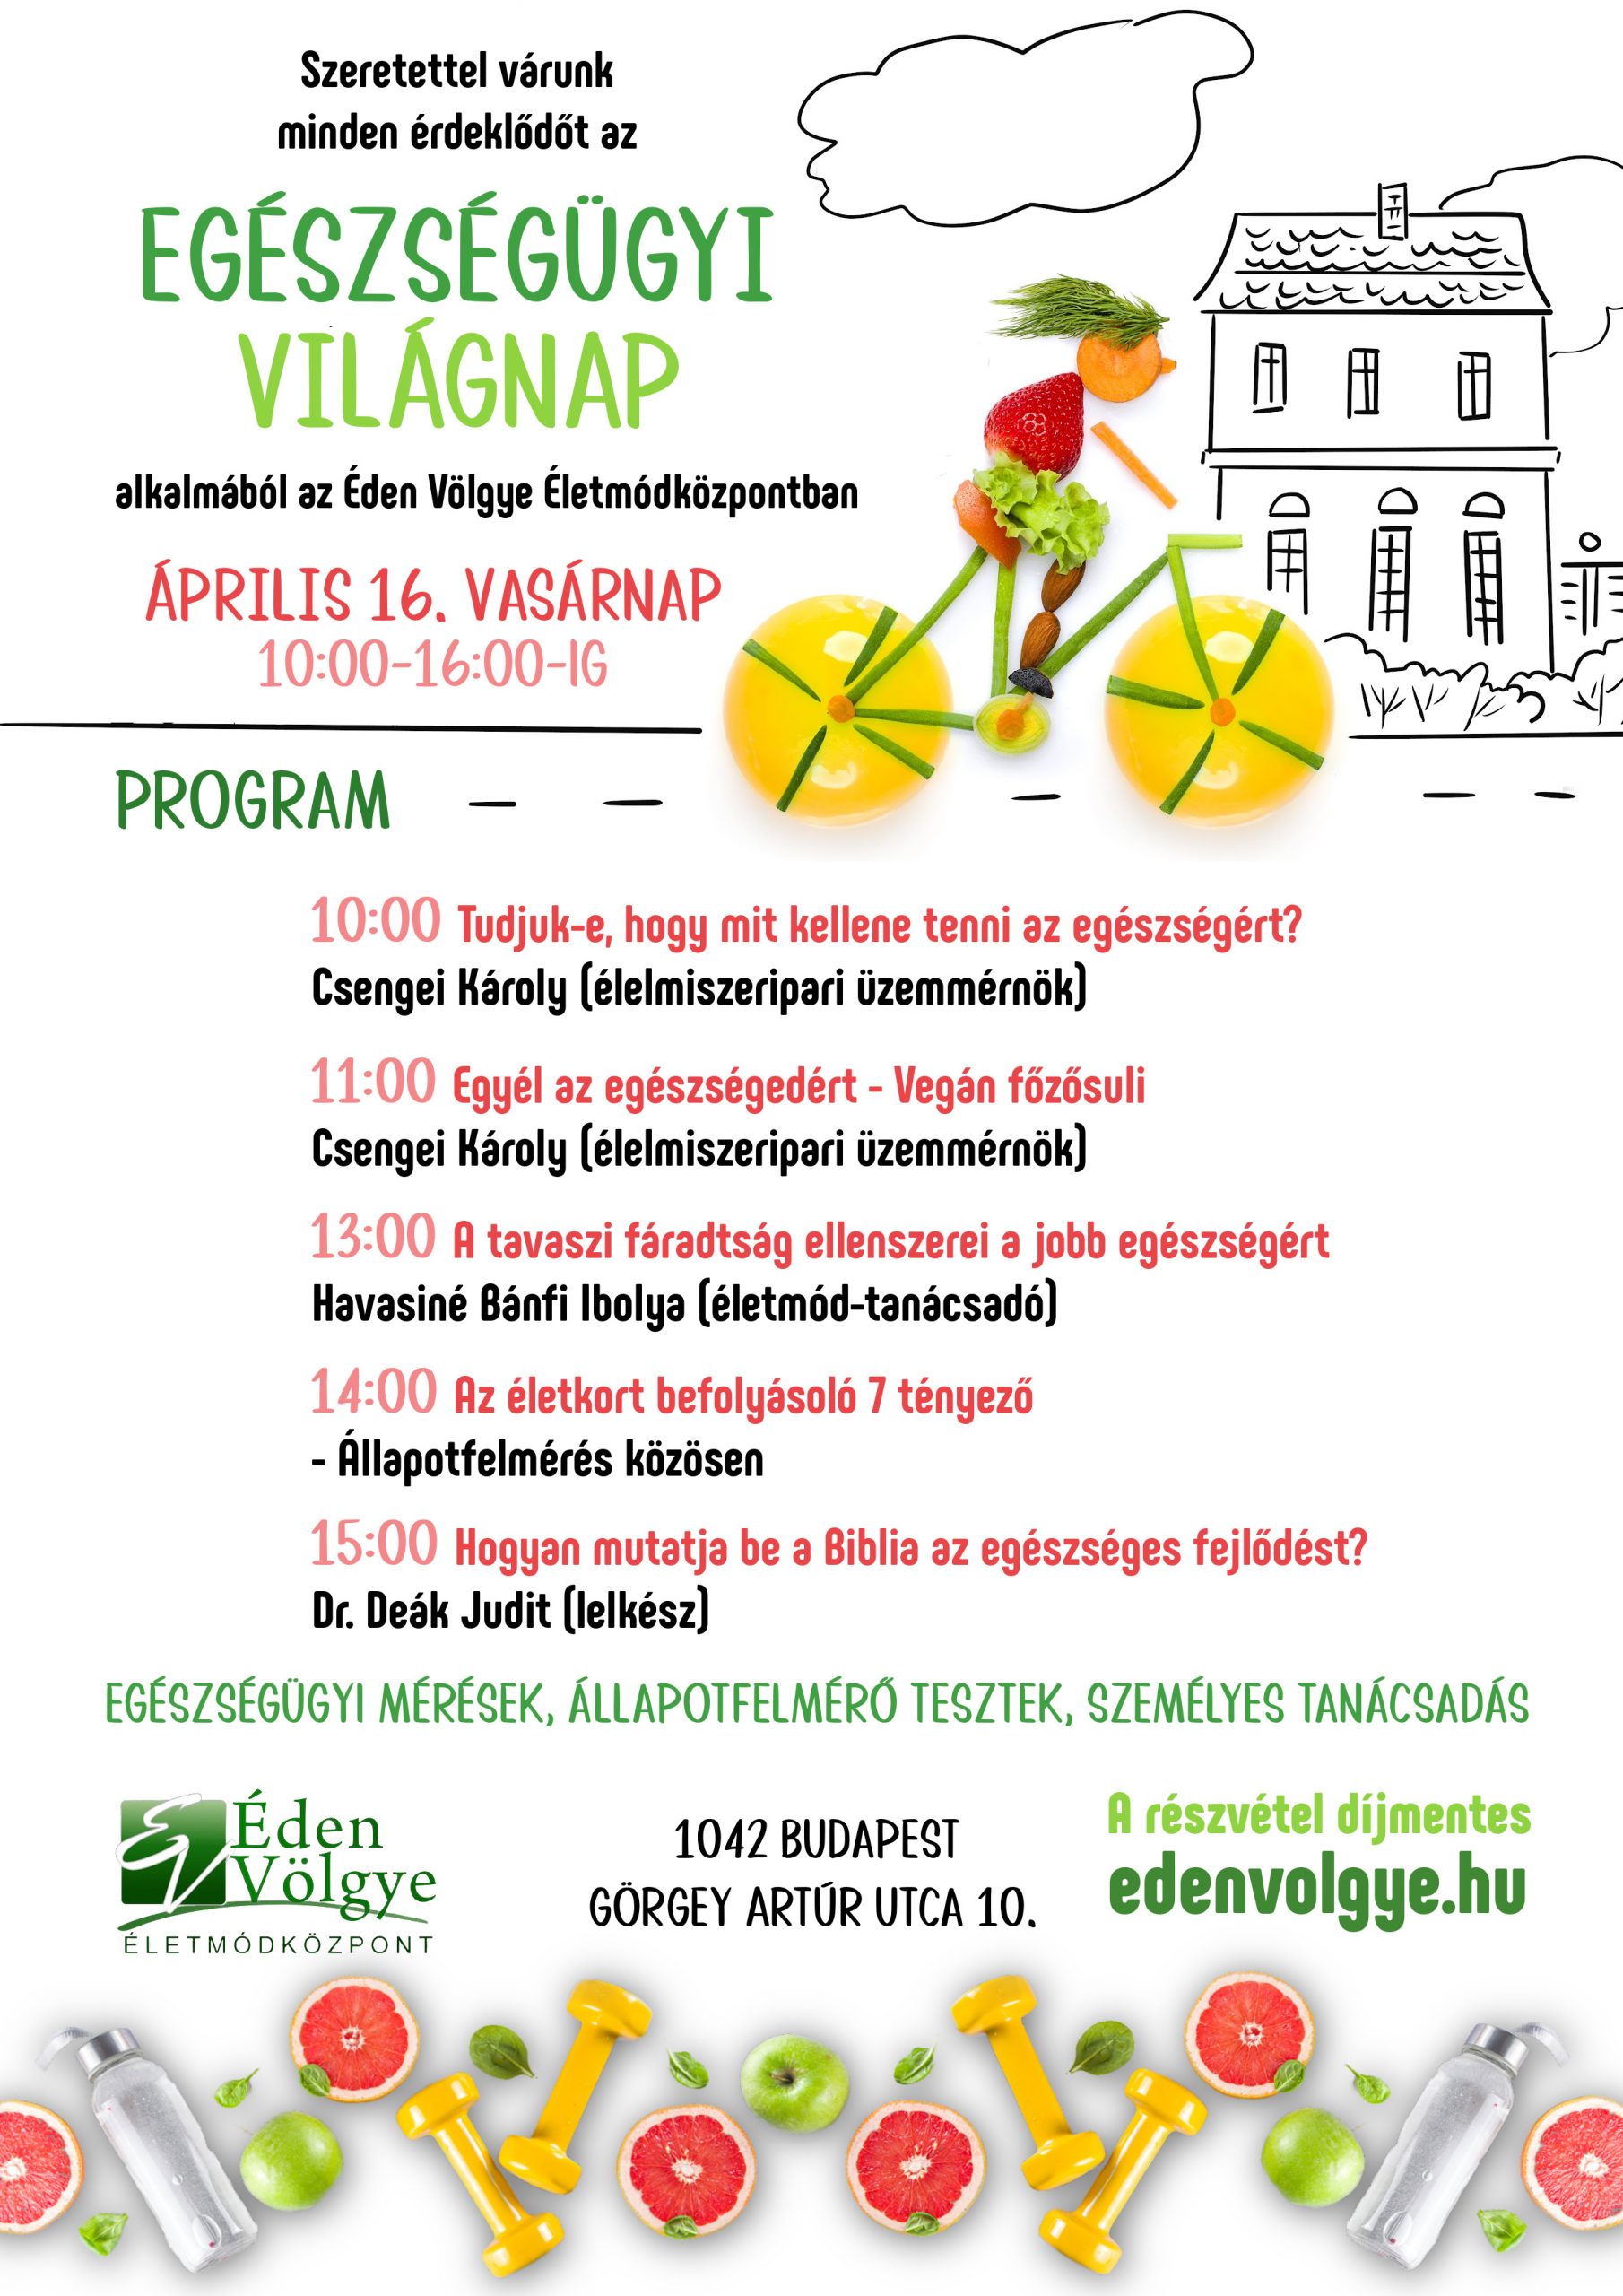 Szeretettel várunk
minden érdeklődőt az
EGÉSZSÉGÜGYI
VILÁGNAP
alkalmából az Éden Völgye Életmódközpontban
ÁPRILIS 16. VASÁRNAP
10:00-16:00-IG
PROGRAM
10:00 Tudjuk-e, hogy mit kellene tenni az egészségért?
Csengei Károly (élelmiszeripari üzemmérnök)
11:00 Egyél az egészségedért - Vegán főzősuli
Csengei Károly (élelmiszeripari üzemmérnök)
13:00 A tavaszi fáradtság ellenszerei a jobb egészségért
Havasiné Bánfi Ibolya (életmód-tanácsadó)
14:00 Az életkort befolyásoló 7 tényező
- Állapotfelmérés közösen
15:00 Hogyan mutatja be a Biblia az egészséges fejlődést?
Dr. Deák Judit (lelkész)
EGÉSZSÉGÜGYI MÉRÉSEK, ÁLLAPOTFELMÉRŐ TESZTEK, SZEMÉLYES TANÁCSADÁS
EV
Éden
Völgye
ÉLETMÓDKÖZPONT
1042 BUDAPEST
GÖRGEY ARTÚR UTCA 10.
A részvétel díjmentes
edenvolgye.hu